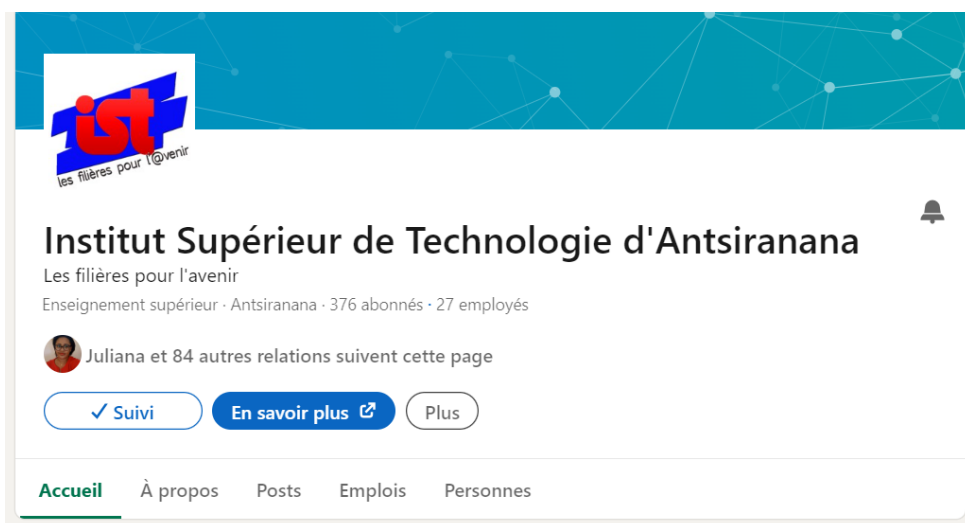 ist
les filières pour l'@venir
Institut Supérieur de Technologie d'Antsiranana
Les filières pour l'avenir
Enseignement supérieur · Antsiranana · 376 abonnés · 27 employés
Juliana et 84 autres relations suivent cette page
✓ Suivi En savoir plus Plus
Accueil À propos Posts Emplois Personnes